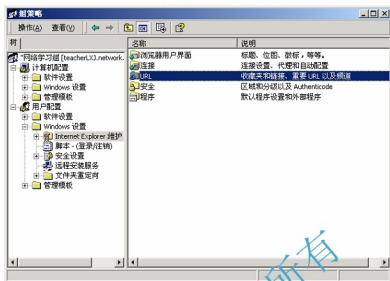 组策略
操作(A) 查看(V)
树
"网络学习组 [teacherLXJ.network.
计算机配置
软件设置
Windows 设置
管理模板
用户配置
软件设置
Windows 设置
Internet Explorer 维护
脚本 - (登录/注销)
安全设置
远程安装服务
文件夹重定向
管理模板
名称 说明
浏览器用户界面 标题、位图、徽标，等等。
连接 连接设置、代理和自动配置
URL 收藏夹和链接、重要 URL 以及频道
安全 区域和分级以及 Authenticode
程序 默认程序设置和外部程序
所有